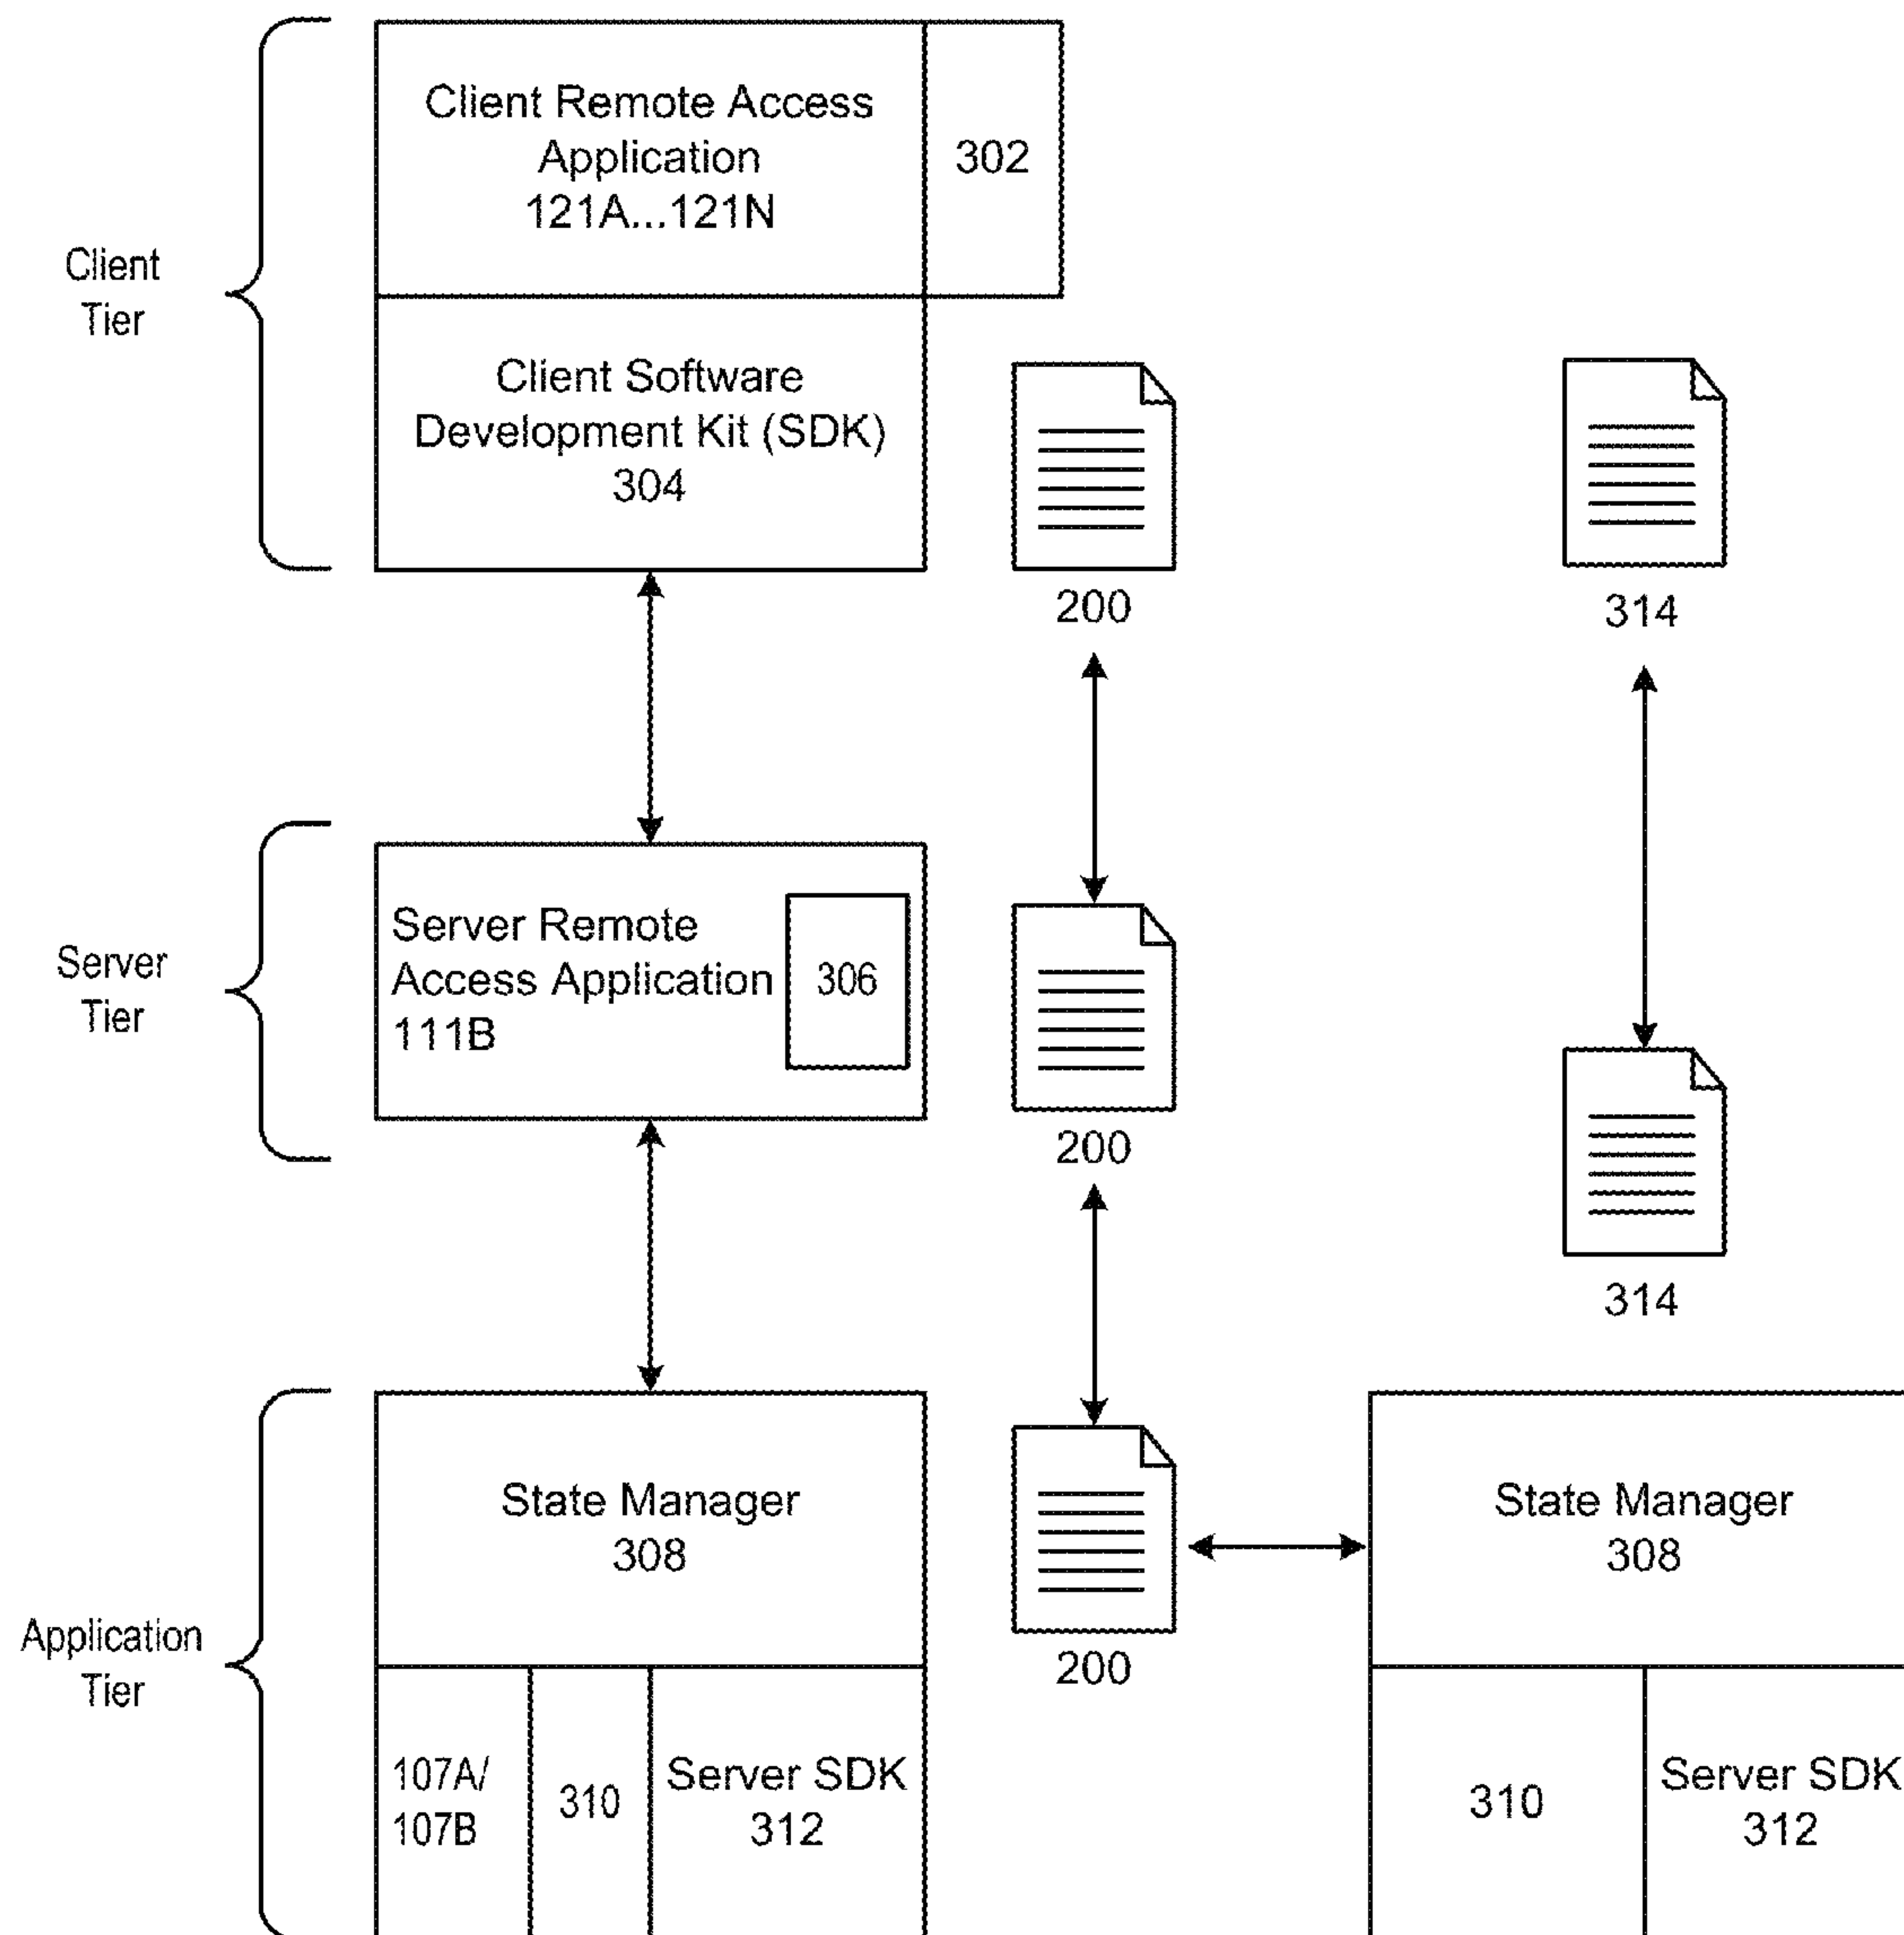 Client Remote Access
Application
121A...121N
302
Client
Tier
Client Software
Development Kit (SDK)
304
200
314
Server Remote
Access Application
111B
306
Server
Tier
200
314
State Manager
308
State Manager
308
Application
Tier
200
107A/
107B
310
Server SDK
312
310
Server SDK
312